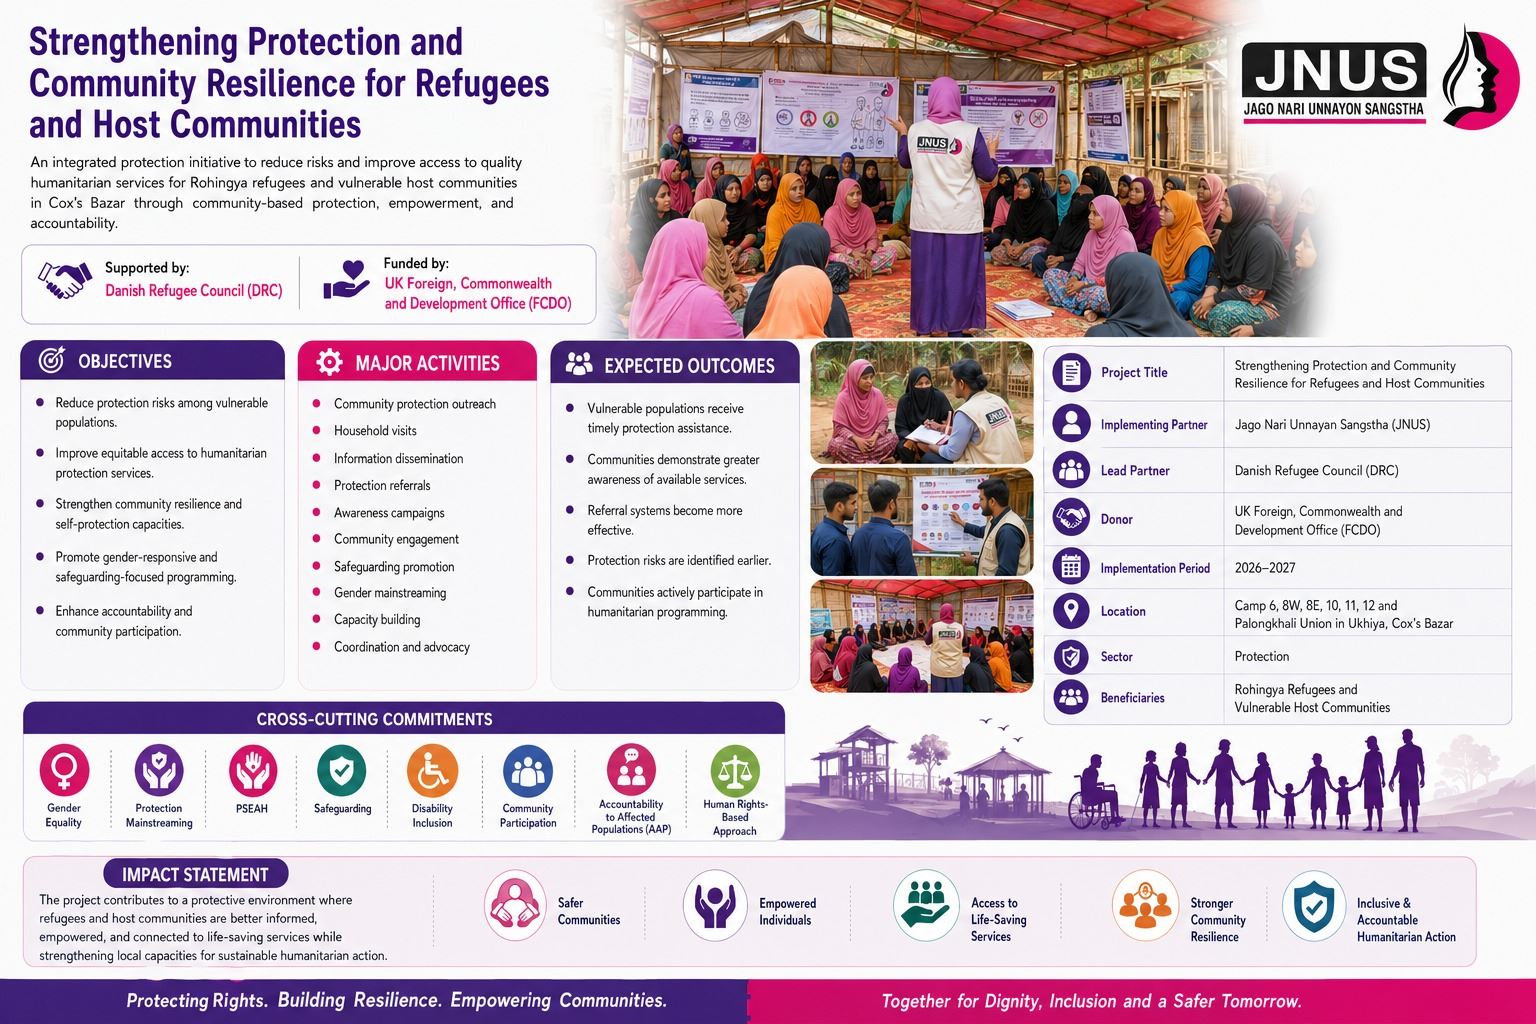 Strengthening Protection and
Community Resilience for Refugees
and Host Communities
An integrated protection initiative to reduce risks and improve access to quality
humanitarian services for Rohingya refugees and vulnerable host communities
in Cox's Bazar through community-based protection, empowerment, and
accountability.
Supported by:
Danish Refugee Council (DRC)
Funded by:
UK Foreign, Commonwealth
and Development Office (FCDO)
JNUS
JNUS
JAGO NARI UNNAYON SANGSTHA
OBJECTIVES
Reduce protection risks among vulnerable
populations.
Improve equitable access to humanitarian
protection services.
Strengthen community resilience and
self-protection capacities.
Promote gender-responsive and
safeguarding-focused programming.
Enhance accountability and
community participation.
MAJOR ACTIVITIES
Community protection outreach
Household visits
Information dissemination
Protection referrals
Awareness campaigns
Community engagement
Safeguarding promotion
Gender mainstreaming
Capacity building
Coordination and advocacy
EXPECTED OUTCOMES
Vulnerable populations receive
timely protection assistance.
Communities demonstrate greater
awareness of available services.
Referral systems become more
effective.
Protection risks are identified earlier.
Communities actively participate in
humanitarian programming.
JNUS
JNUS
Project Title
Strengthening Protection and Community
Resilience for Refugees and Host Communities
Implementing Partner
Jago Nari Unnayan Sangstha (JNUS)
Lead Partner
Danish Refugee Council (DRC)
Donor
UK Foreign, Commonwealth and
Development Office (FCDO)
Implementation Period
2026–2027
Location
Camp 6, 8W, 8E, 10, 11, 12 and
Palongkhali Union in Ukhiya, Cox's Bazar
Sector
Protection
Beneficiaries
Rohingya Refugees and
Vulnerable Host Communities
CROSS-CUTTING COMMITMENTS
Gender
Equality
Protection
Mainstreaming
PSEAH
Safeguarding
Disability
Inclusion
Community
Participation
Accountability
to Affected
Populations (AAP)
Human Rights-
Based
Approach
IMPACT STATEMENT
The project contributes to a protective environment where
refugees and host communities are better informed,
empowered, and connected to life-saving services while
strengthening local capacities for sustainable humanitarian action.
Safer
Communities
Empowered
Individuals
Access to
Life-Saving
Services
Stronger
Community
Resilience
Inclusive &
Accountable
Humanitarian Action
Protecting Rights. Building Resilience. Empowering Communities.
Together for Dignity, Inclusion and a Safer Tomorrow.